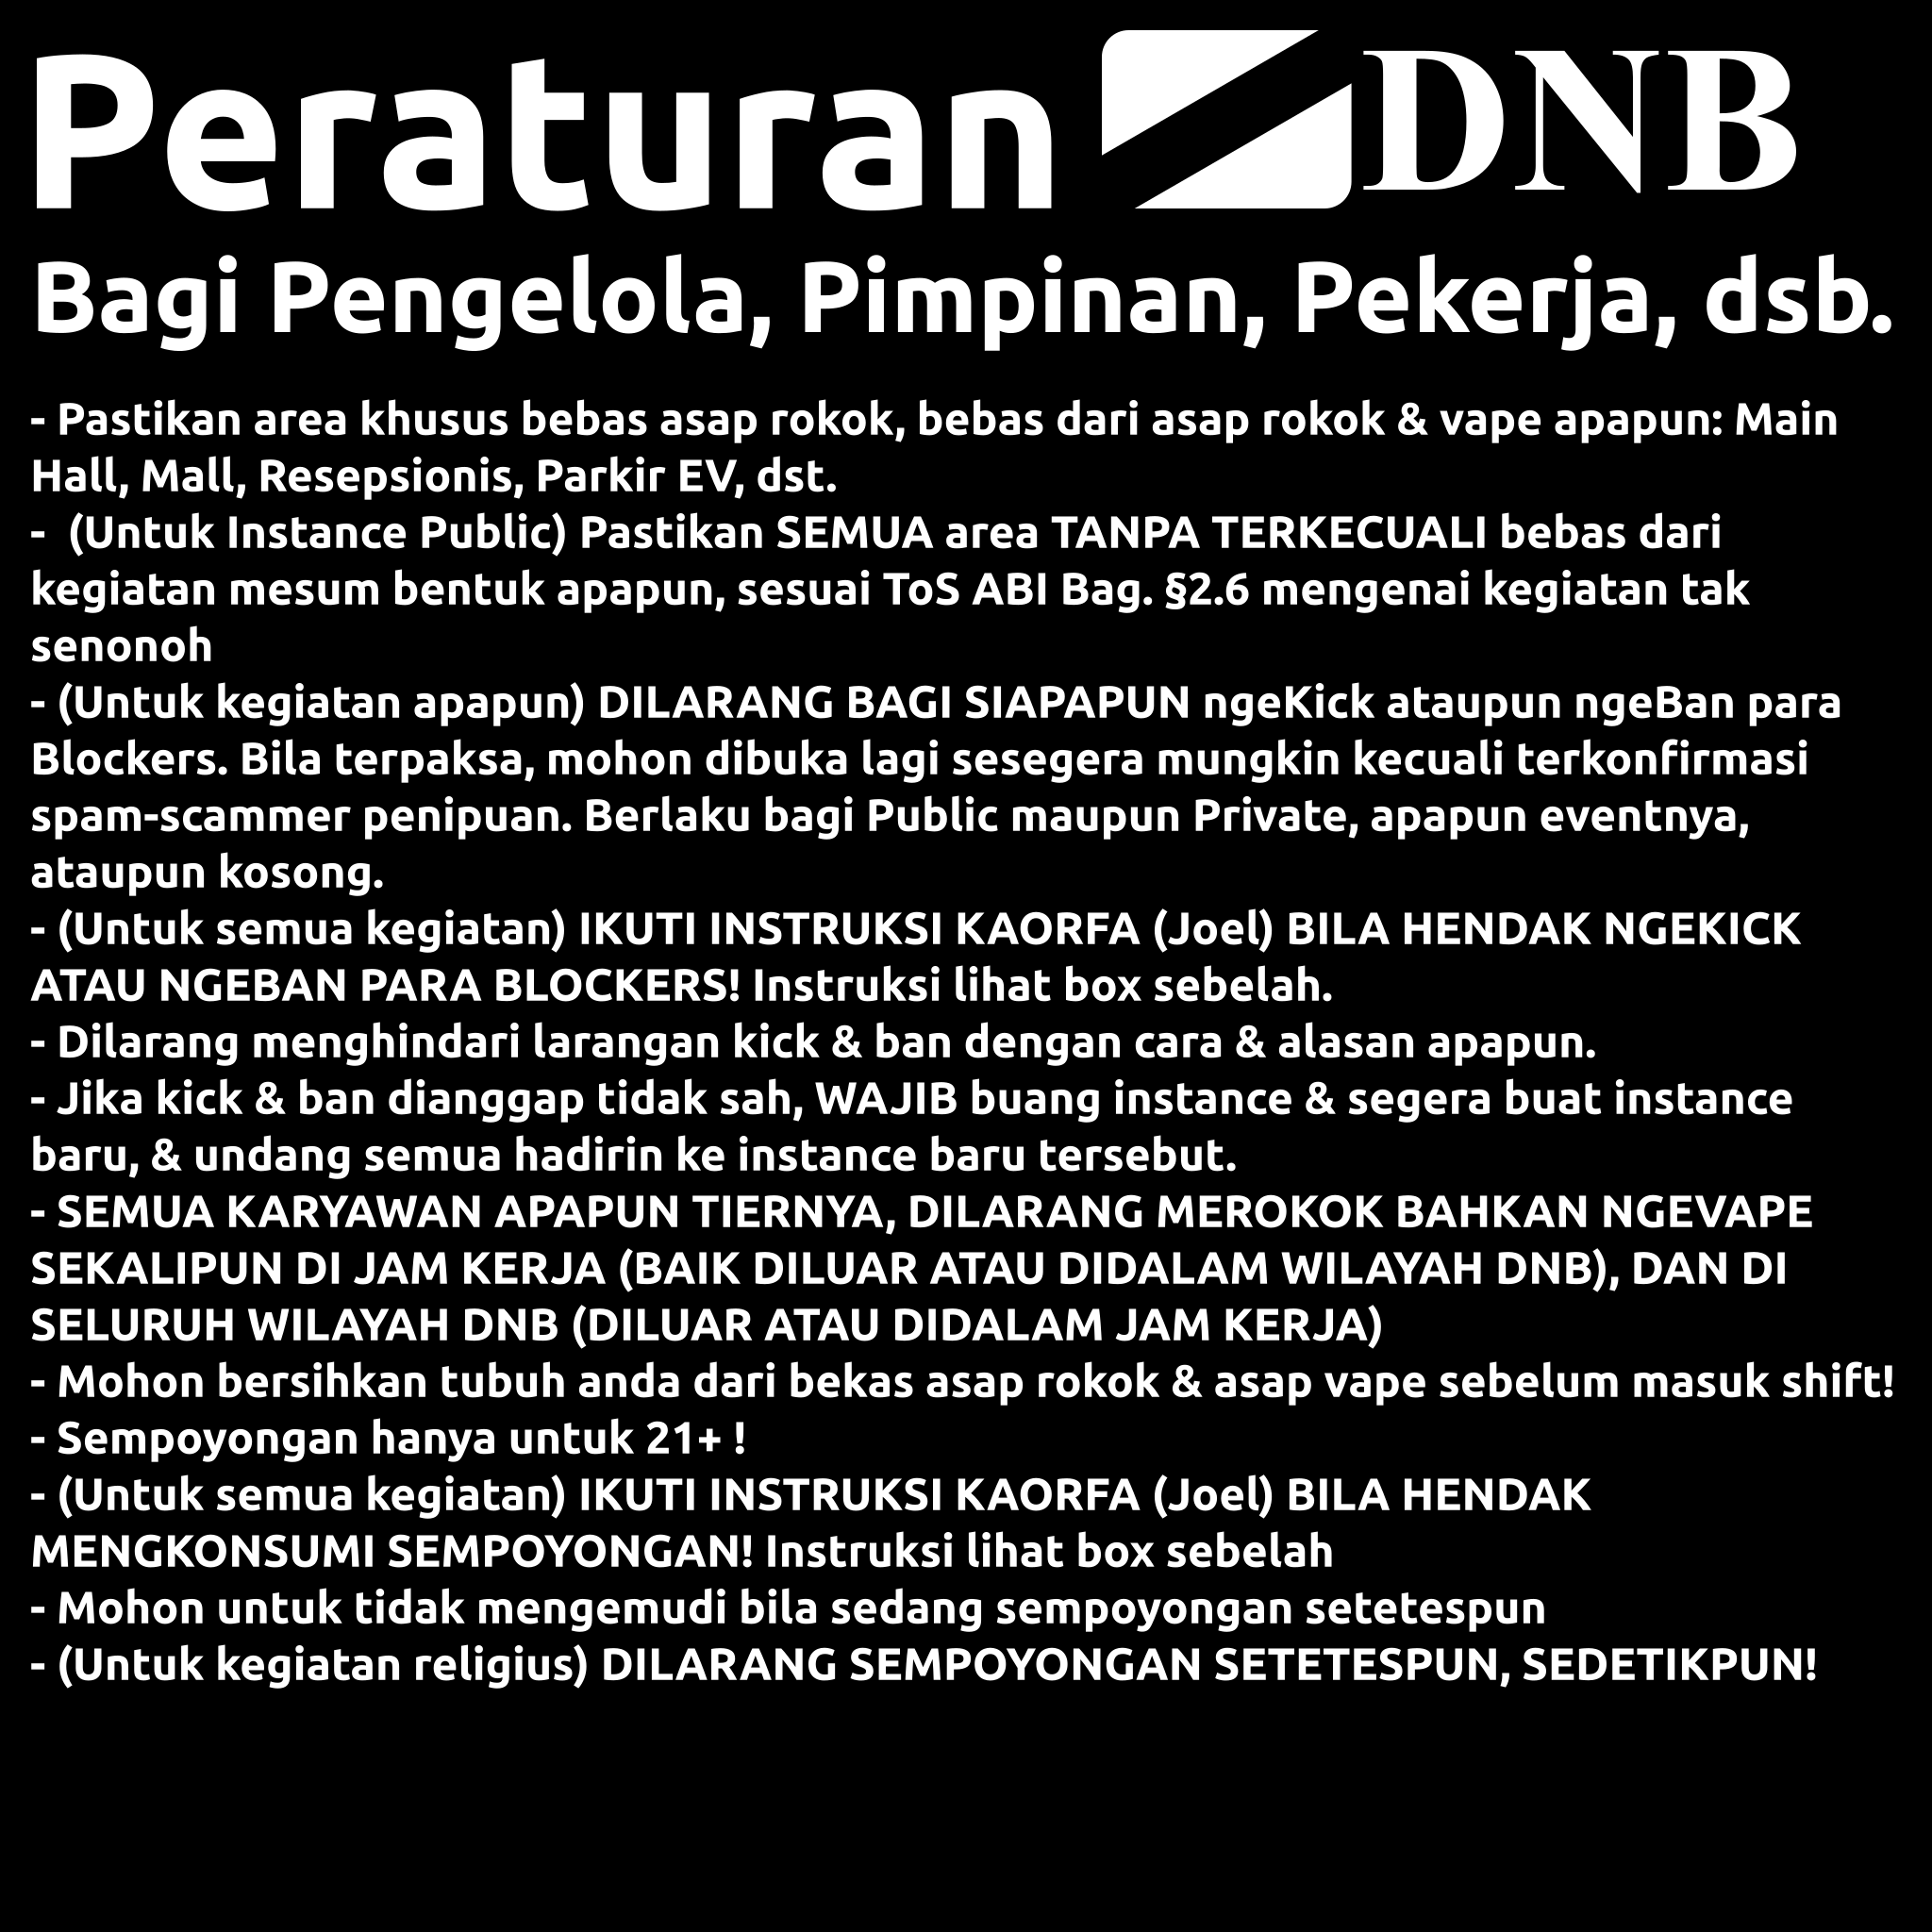 Peraturan DNB
Bagi Pengelola, Pimpinan, Pekerja, dsb.
- Pastikan area khusus bebas asap rokok, bebas dari asap rokok & vape apapun: Main
Hall, Mall, Resepsionis, Parkir EV, dst.
-  (Untuk Instance Public) Pastikan SEMUA area TANPA TERKECUALI bebas dari
kegiatan mesum bentuk apapun, sesuai ToS ABI Bag. §2.6 mengenai kegiatan tak
senonoh
- (Untuk kegiatan apapun) DILARANG BAGI SIAPAPUN ngeKick ataupun ngeBan para
Blockers. Bila terpaksa, mohon dibuka lagi sesegera mungkin kecuali terkonfirmasi
spam-scammer penipuan. Berlaku bagi Public maupun Private, apapun eventnya,
ataupun kosong.
- (Untuk semua kegiatan) IKUTI INSTRUKSI KAORFA (Joel) BILA HENDAK NGEKICK
ATAU NGEBAN PARA BLOCKERS! Instruksi lihat box sebelah.
- Dilarang menghindari larangan kick & ban dengan cara & alasan apapun.
- Jika kick & ban dianggap tidak sah, WAJIB buang instance & segera buat instance
baru, & undang semua hadirin ke instance baru tersebut.
- SEMUA KARYAWAN APAPUN TIERNYA, DILARANG MEROKOK BAHKAN NGEVAPE
SEKALIPUN DI JAM KERJA (BAIK DILUAR ATAU DIDALAM WILAYAH DNB), DAN DI
SELURUH WILAYAH DNB (DILUAR ATAU DIDALAM JAM KERJA)
- Mohon bersihkan tubuh anda dari bekas asap rokok & asap vape sebelum masuk shift!
- Sempoyongan hanya untuk 21+ !
- (Untuk semua kegiatan) IKUTI INSTRUKSI KAORFA (Joel) BILA HENDAK
MENGKONSUMI SEMPOYONGAN! Instruksi lihat box sebelah
- Mohon untuk tidak mengemudi bila sedang sempoyongan setetespun
- (Untuk kegiatan religius) DILARANG SEMPOYONGAN SETETESPUN, SEDETIKPUN!